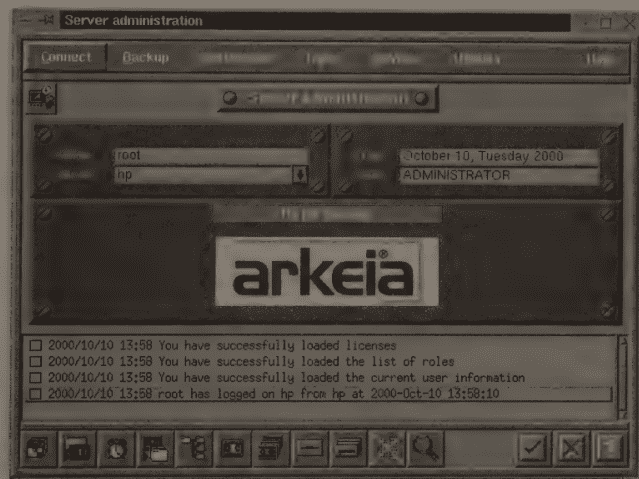 Server administration
Connect Backup
root
October 10, Tuesday 2000
hp
ADMINISTRATOR
arkeia®
2000/10/10 13:58 You have successfully loaded licenses
2000/10/10 13:58 You have successfully loaded the list of roles
2000/10/10 13:58 You have successfully loaded the current user information
2000/10/10 13:58 root has logged on hp from hp at 2000-Oct-10 13:58:10